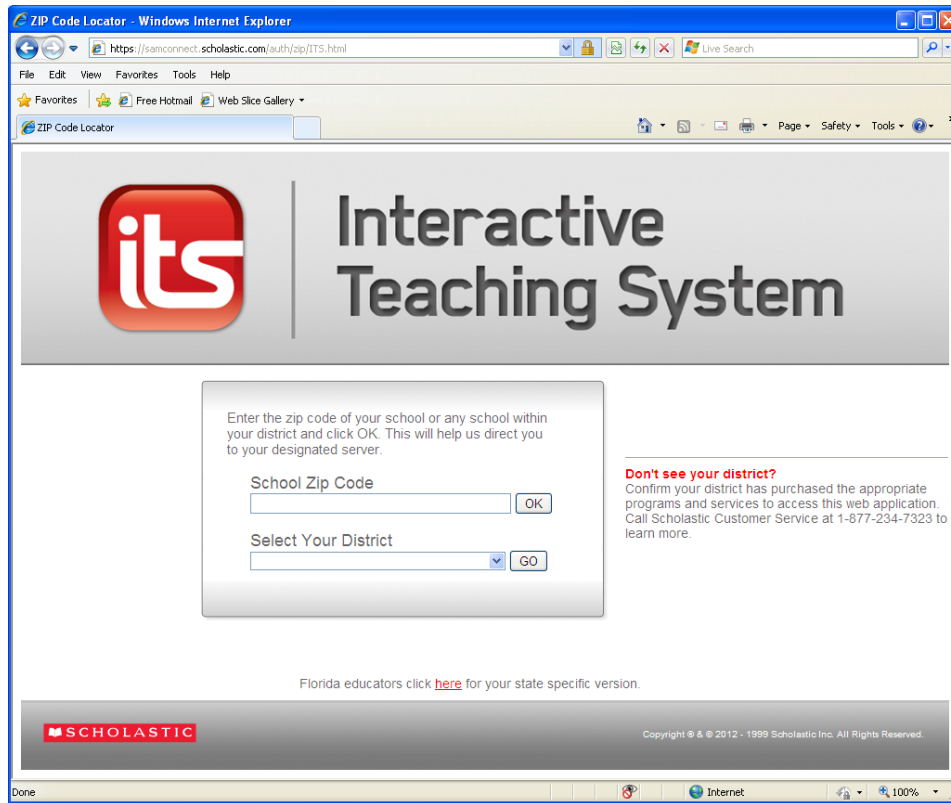 ZIP Code Locator - Windows Internet Explorer
https://samconnect.scholastic.com/auth/zip/ITS.html
Live Search
File Edit View Favorites Tools Help
Favorites Free Hotmail Web Slice Gallery
ZIP Code Locator
Page Safety Tools
its
Interactive
Teaching System
Enter the zip code of your school or any school within
your district and click OK. This will help us direct you
to your designated server.
School Zip Code
OK
Select Your District
GO
Don't see your district?
Confirm your district has purchased the appropriate
programs and services to access this web application.
Call Scholastic Customer Service at 1-877-234-7323 to
learn more.
Florida educators click here for your state specific version.
SCHOLASTIC
Copyright ® & © 2012 - 1999 Scholastic Inc. All Rights Reserved.
Done
Internet
100%